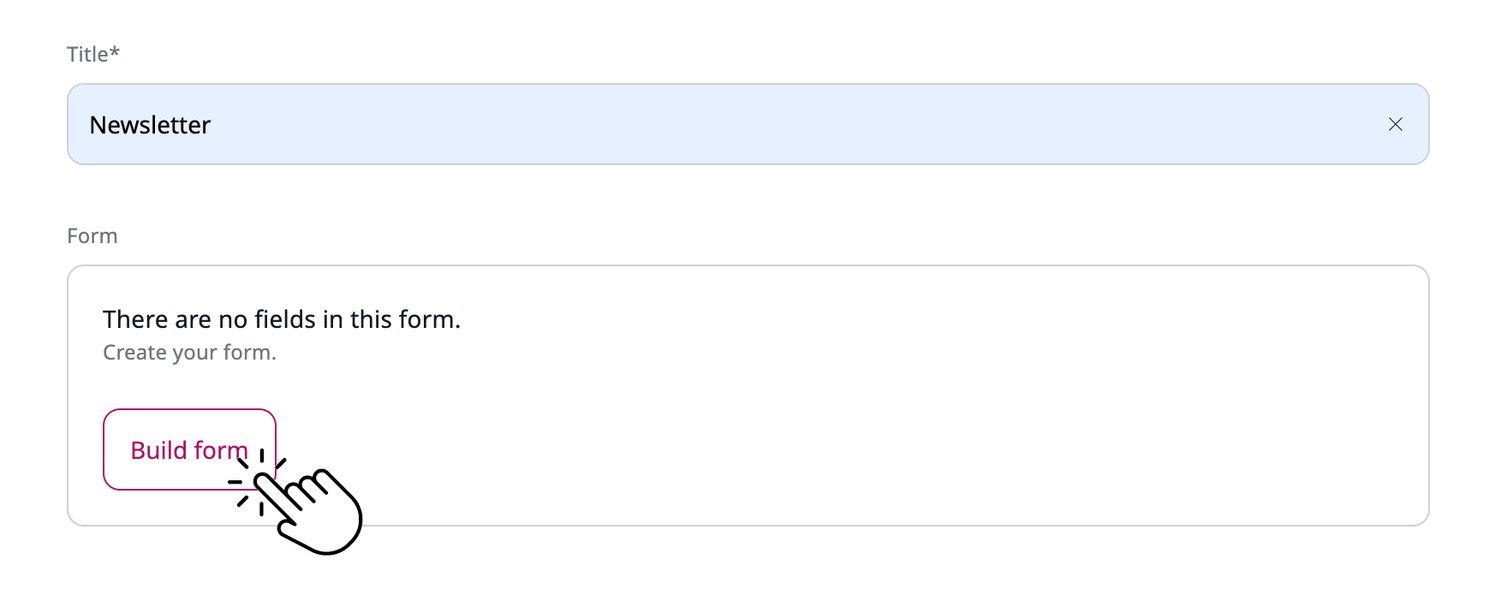 Title*
Newsletter
Form
There are no fields in this form.
Create your form.
Build form